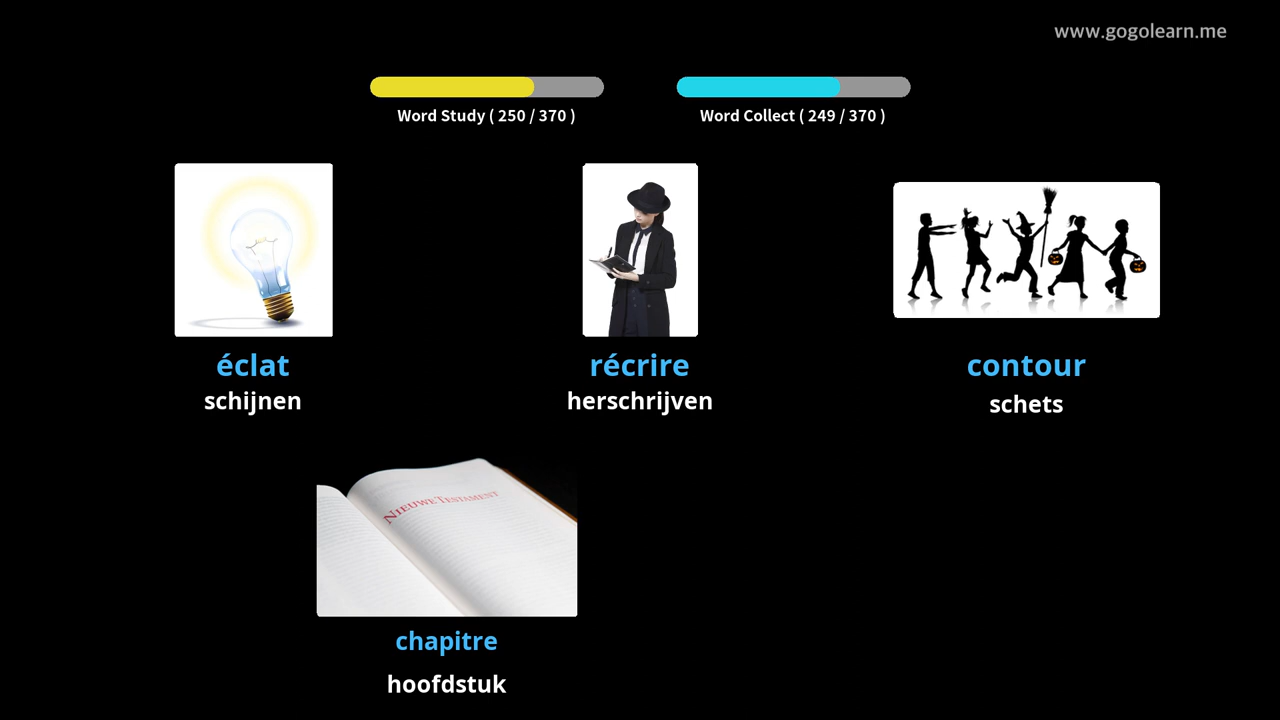 www.gogolearn.me
Word Study ( 250 / 370 )
Word Collect ( 249 / 370 )
éclat
schijnen
récrire
herschrijven
contour
schets
NIEUWE TESTAMENT
chapitre
hoofdstuk